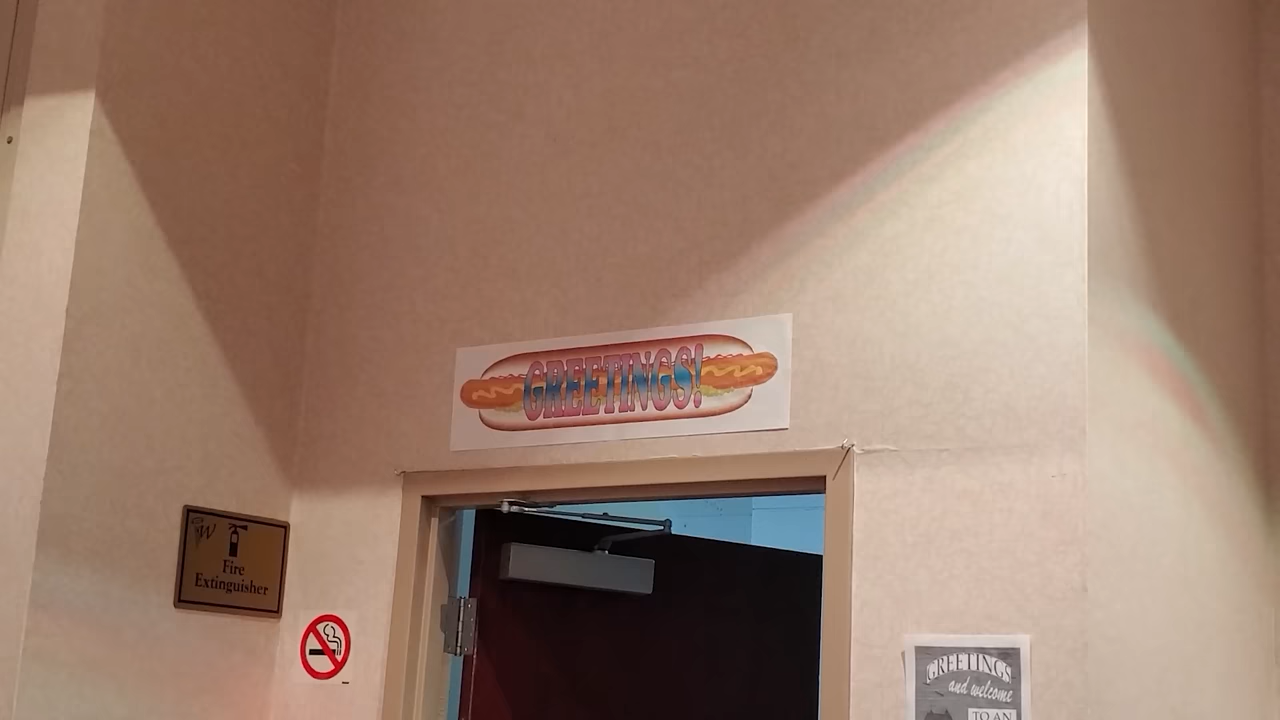 GREETINGS!
W
Fire
Extinguisher
GREETINGS
and welcome
TO AN